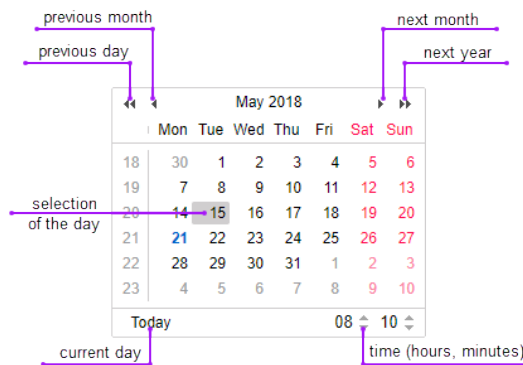 previous month
next month
previous day
next year
May 2018
Mon Tue Wed Thu Fri Sat Sun
18 30 1 2 3 4 5 6
19 7 8 9 10 11 12 13
selection
of the day
20 14 15 16 17 18 19 20
21 21 22 23 24 25 26 27
22 28 29 30 31 1 2 3
23 4 5 6 7 8 9 10
Today 08 10
current day
time (hours, minutes)